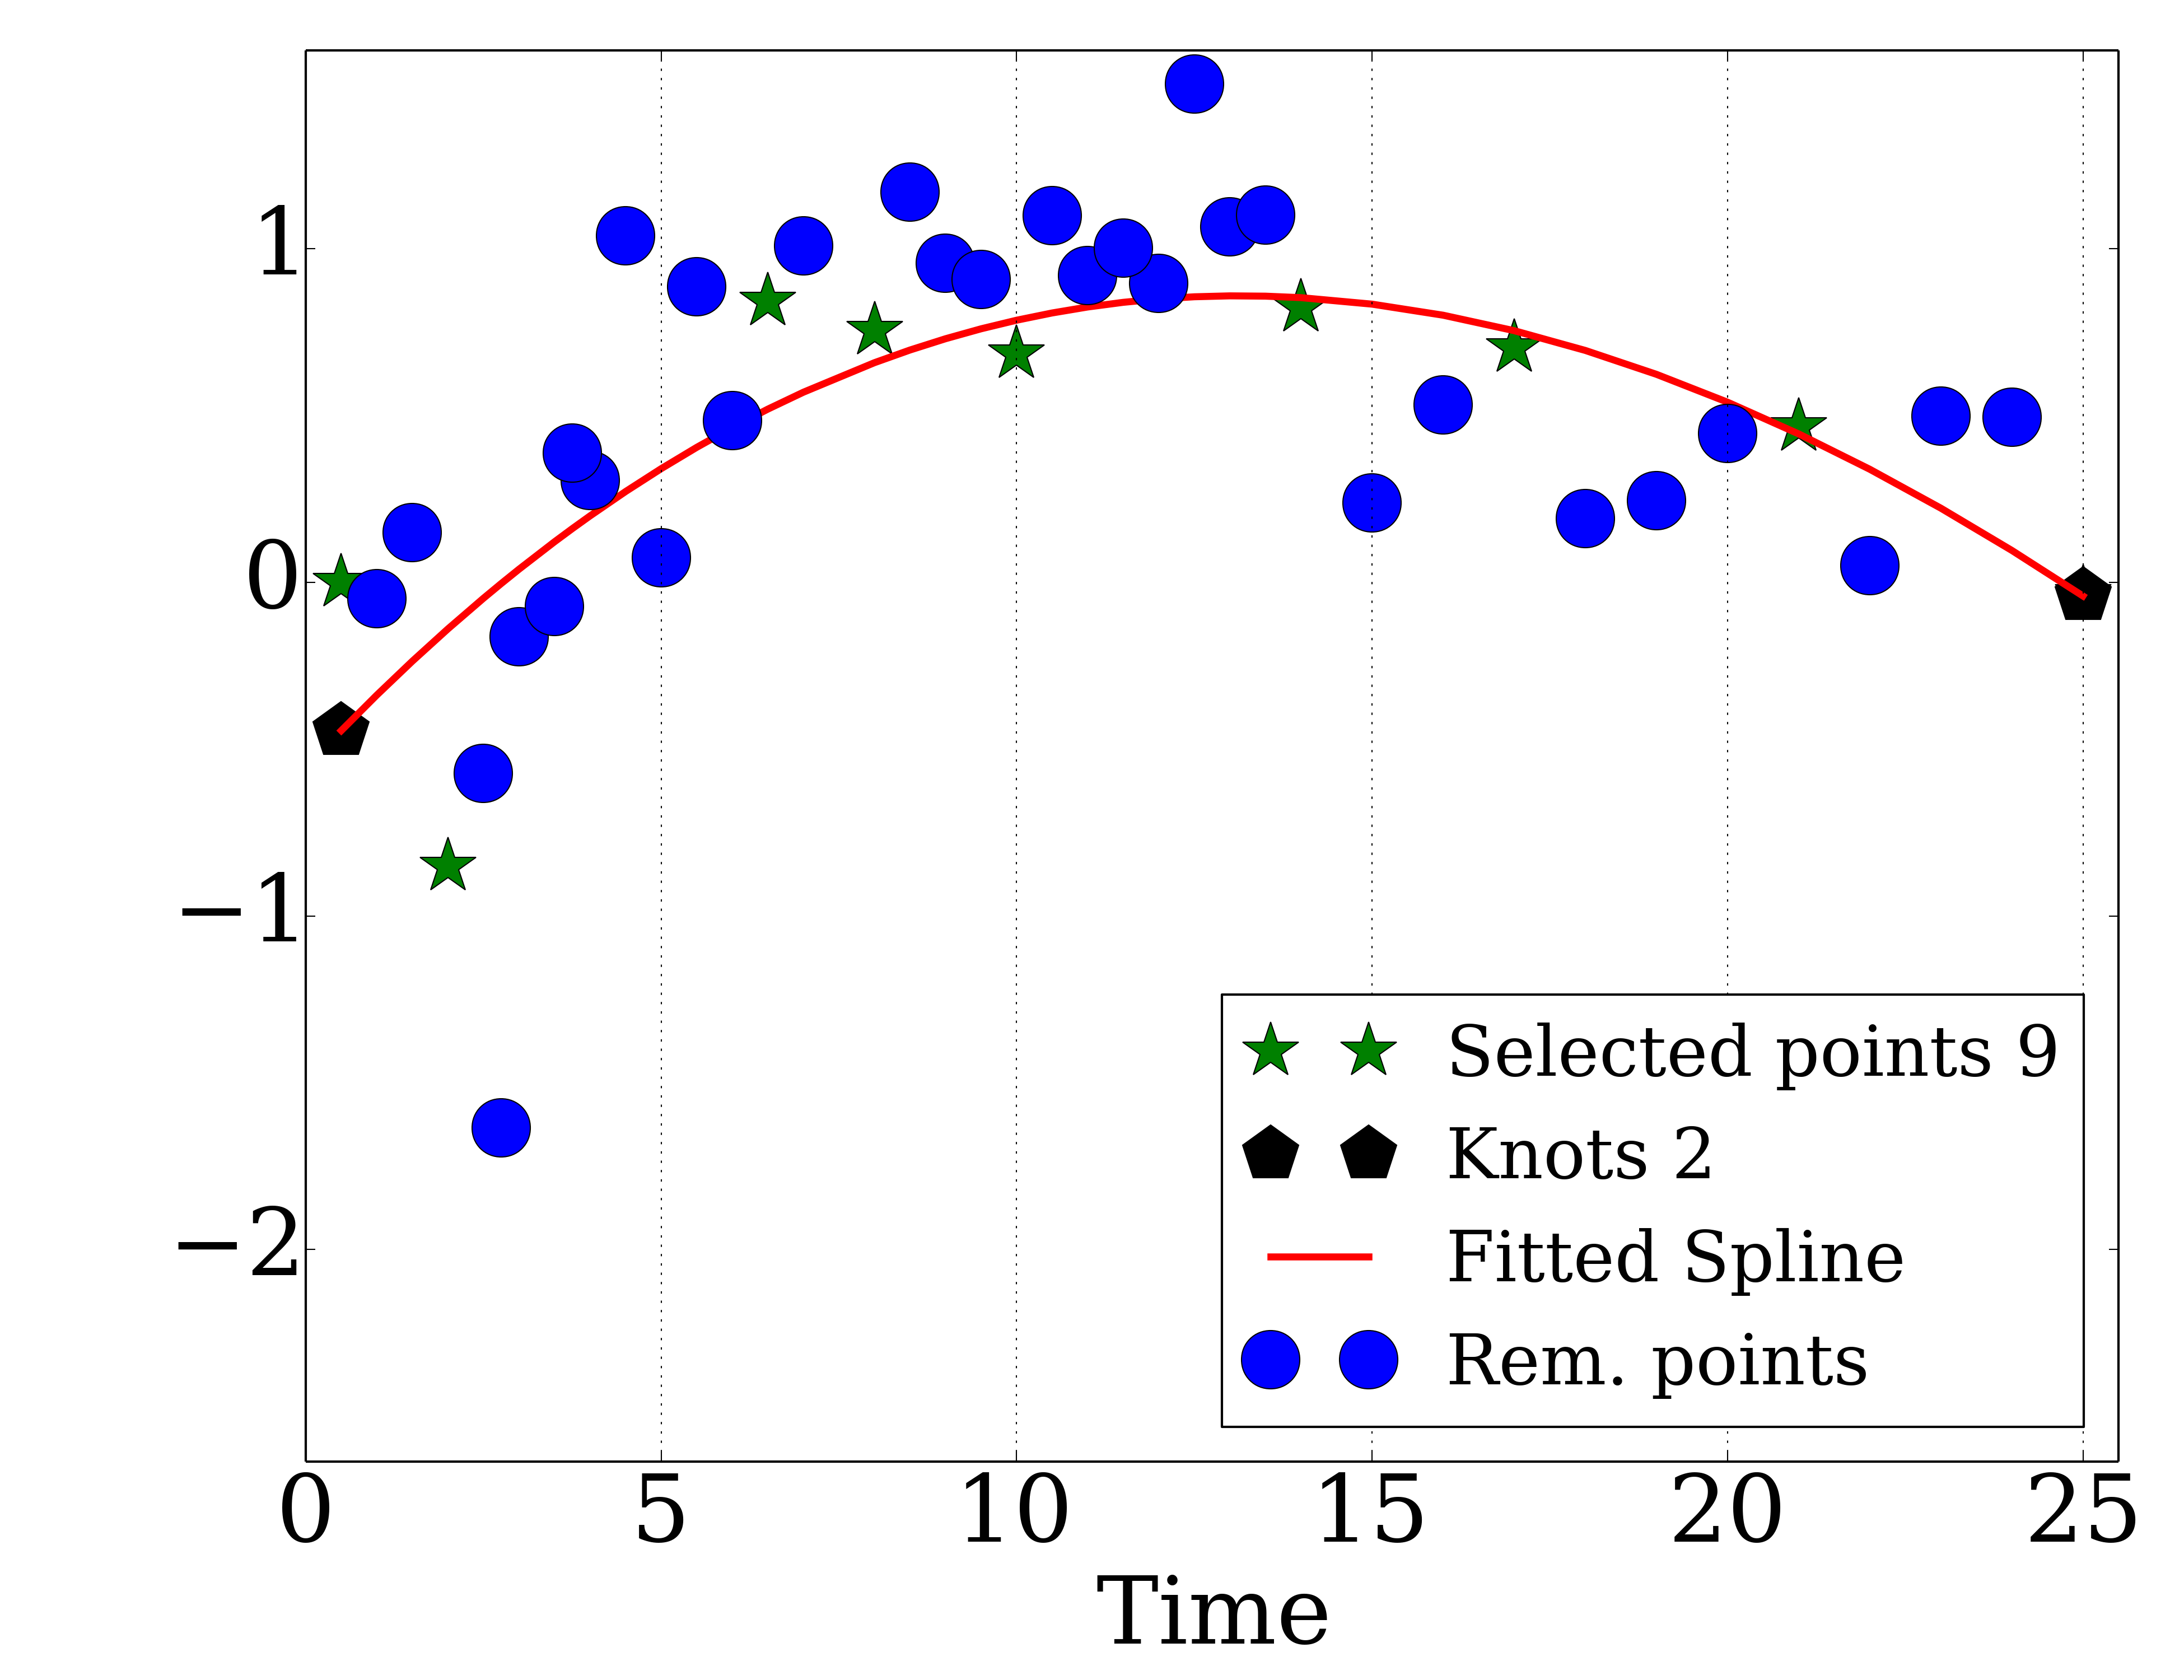 1
0
−1
−2
Selected points 9
Knots 2
Fitted Spline
Rem. points
0 5 10 15 20 25
Time